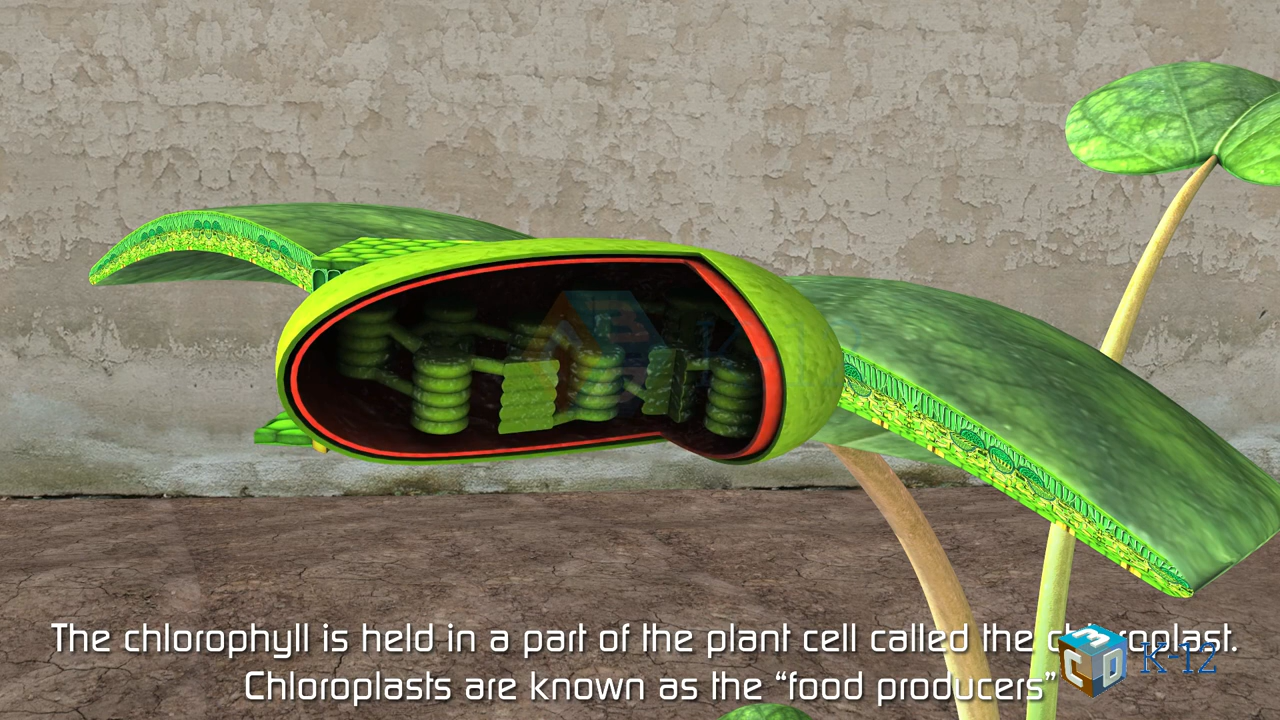 The chlorophyll is held in a part of the plant cell called the chloroplast.
Chloroplasts are known as the “food producers”
K-12